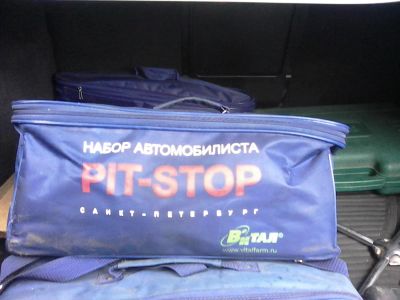 НАБОР АВТОМОБИЛИСТА
PIT-STOP
САНКТ-ПЕТЕРБУРГ
ВИТАЛ®
www.vitalfarm.ru